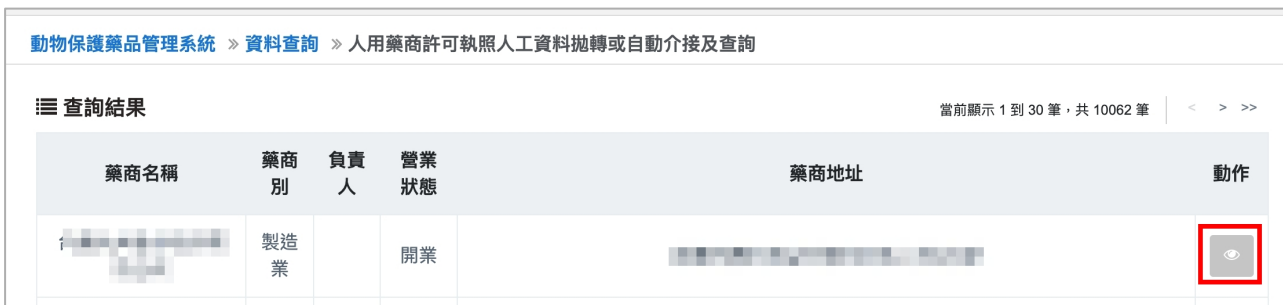 動物保護藥品管理系統 » 資料查詢 » 人用藥商許可執照人工資料拋轉或自動介接及查詢
查詢結果
當前顯示 1 到 30 筆，共 10062 筆 < > >>
藥商名稱 藥商別 負責人 營業狀態 藥商地址 動作
製造業 開業